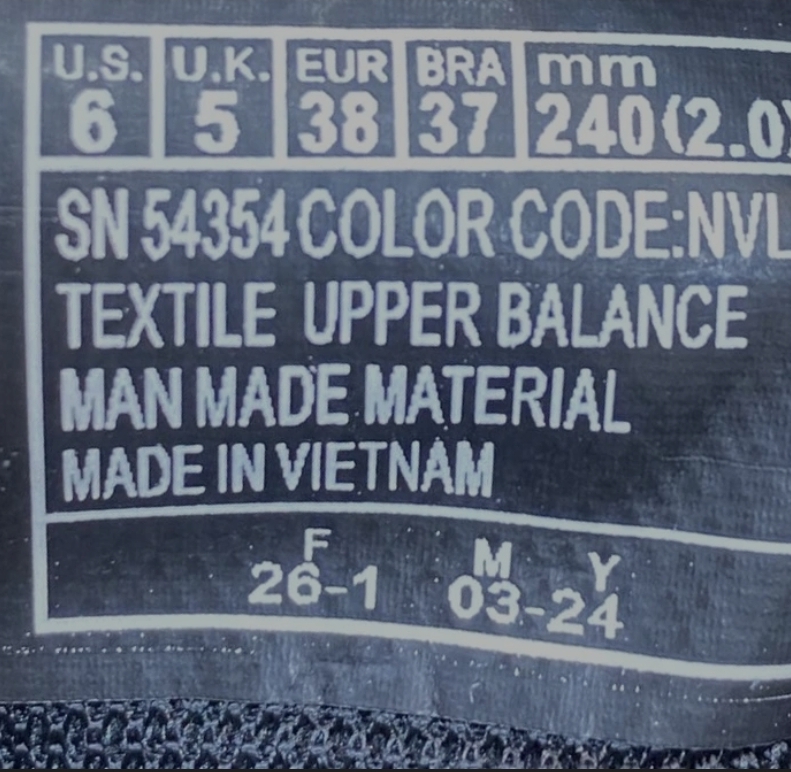 U.S. U.K. EUR BRA mm
6 5 38 37 240(2.0)
SN 54354 COLOR CODE:NVL
TEXTILE UPPER BALANCE
MAN MADE MATERIAL
MADE IN VIETNAM
F M Y
26-1 03-24